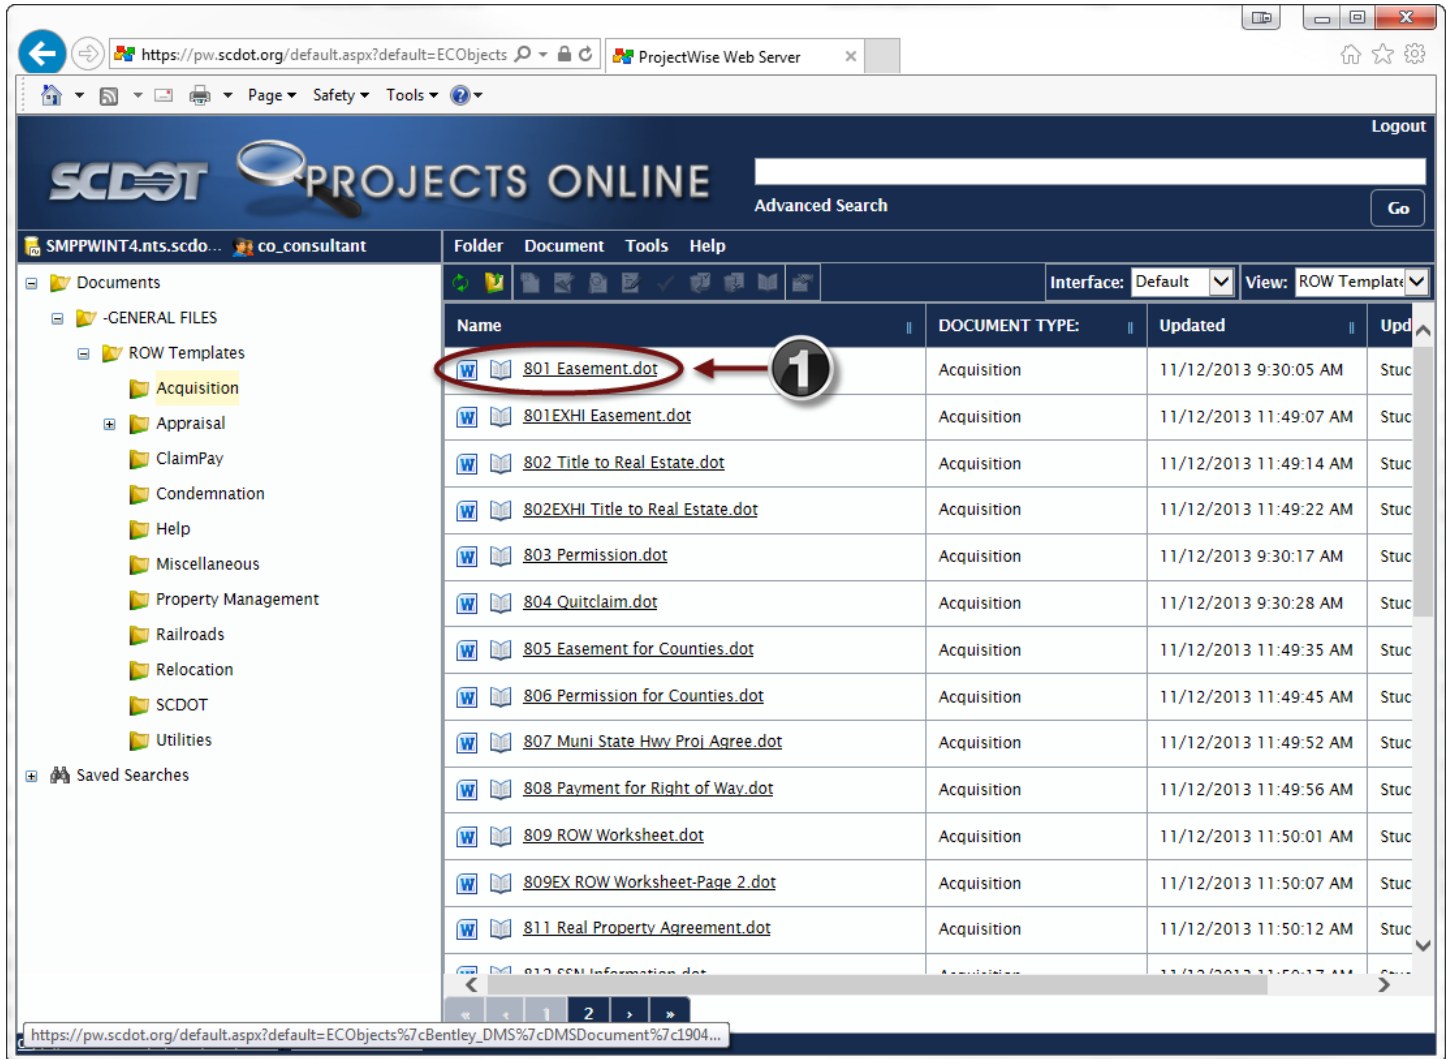 https://pw.scdot.org/default.aspx?default=ECObjects
ProjectWise Web Server
Page Safety Tools
Logout
SCDOT PROJECTS ONLINE
Advanced Search
Go
SMPPWINT4.nts.scdo... co_consultant
Folder Document Tools Help
Interface: Default View: ROW Template
Documents
-GENERAL FILES
ROW Templates
Acquisition
Appraisal
ClaimPay
Condemnation
Help
Miscellaneous
Property Management
Railroads
Relocation
SCDOT
Utilities
Saved Searches
Name DOCUMENT TYPE: Updated Upd
801 Easement.dot 1 Acquisition 11/12/2013 9:30:05 AM Stuc
801EXHI Easement.dot Acquisition 11/12/2013 11:49:07 AM Stuc
802 Title to Real Estate.dot Acquisition 11/12/2013 11:49:14 AM Stuc
802EXHI Title to Real Estate.dot Acquisition 11/12/2013 11:49:22 AM Stuc
803 Permission.dot Acquisition 11/12/2013 9:30:17 AM Stuc
804 Quitclaim.dot Acquisition 11/12/2013 9:30:28 AM Stuc
805 Easement for Counties.dot Acquisition 11/12/2013 11:49:35 AM Stuc
806 Permission for Counties.dot Acquisition 11/12/2013 11:49:45 AM Stuc
807 Muni State Hwy Proj Agree.dot Acquisition 11/12/2013 11:49:52 AM Stuc
808 Payment for Right of Way.dot Acquisition 11/12/2013 11:49:56 AM Stuc
809 ROW Worksheet.dot Acquisition 11/12/2013 11:50:01 AM Stuc
809EX ROW Worksheet-Page 2.dot Acquisition 11/12/2013 11:50:07 AM Stuc
811 Real Property Agreement.dot Acquisition 11/12/2013 11:50:12 AM Stuc
812 SSN Information.dot Acquisition 11/12/2013 11:50:17 AM
« ‹ 1 2 › »
https://pw.scdot.org/default.aspx?default=ECObjects%7cBentley_DMS%7cDMSDocument%7c1904...